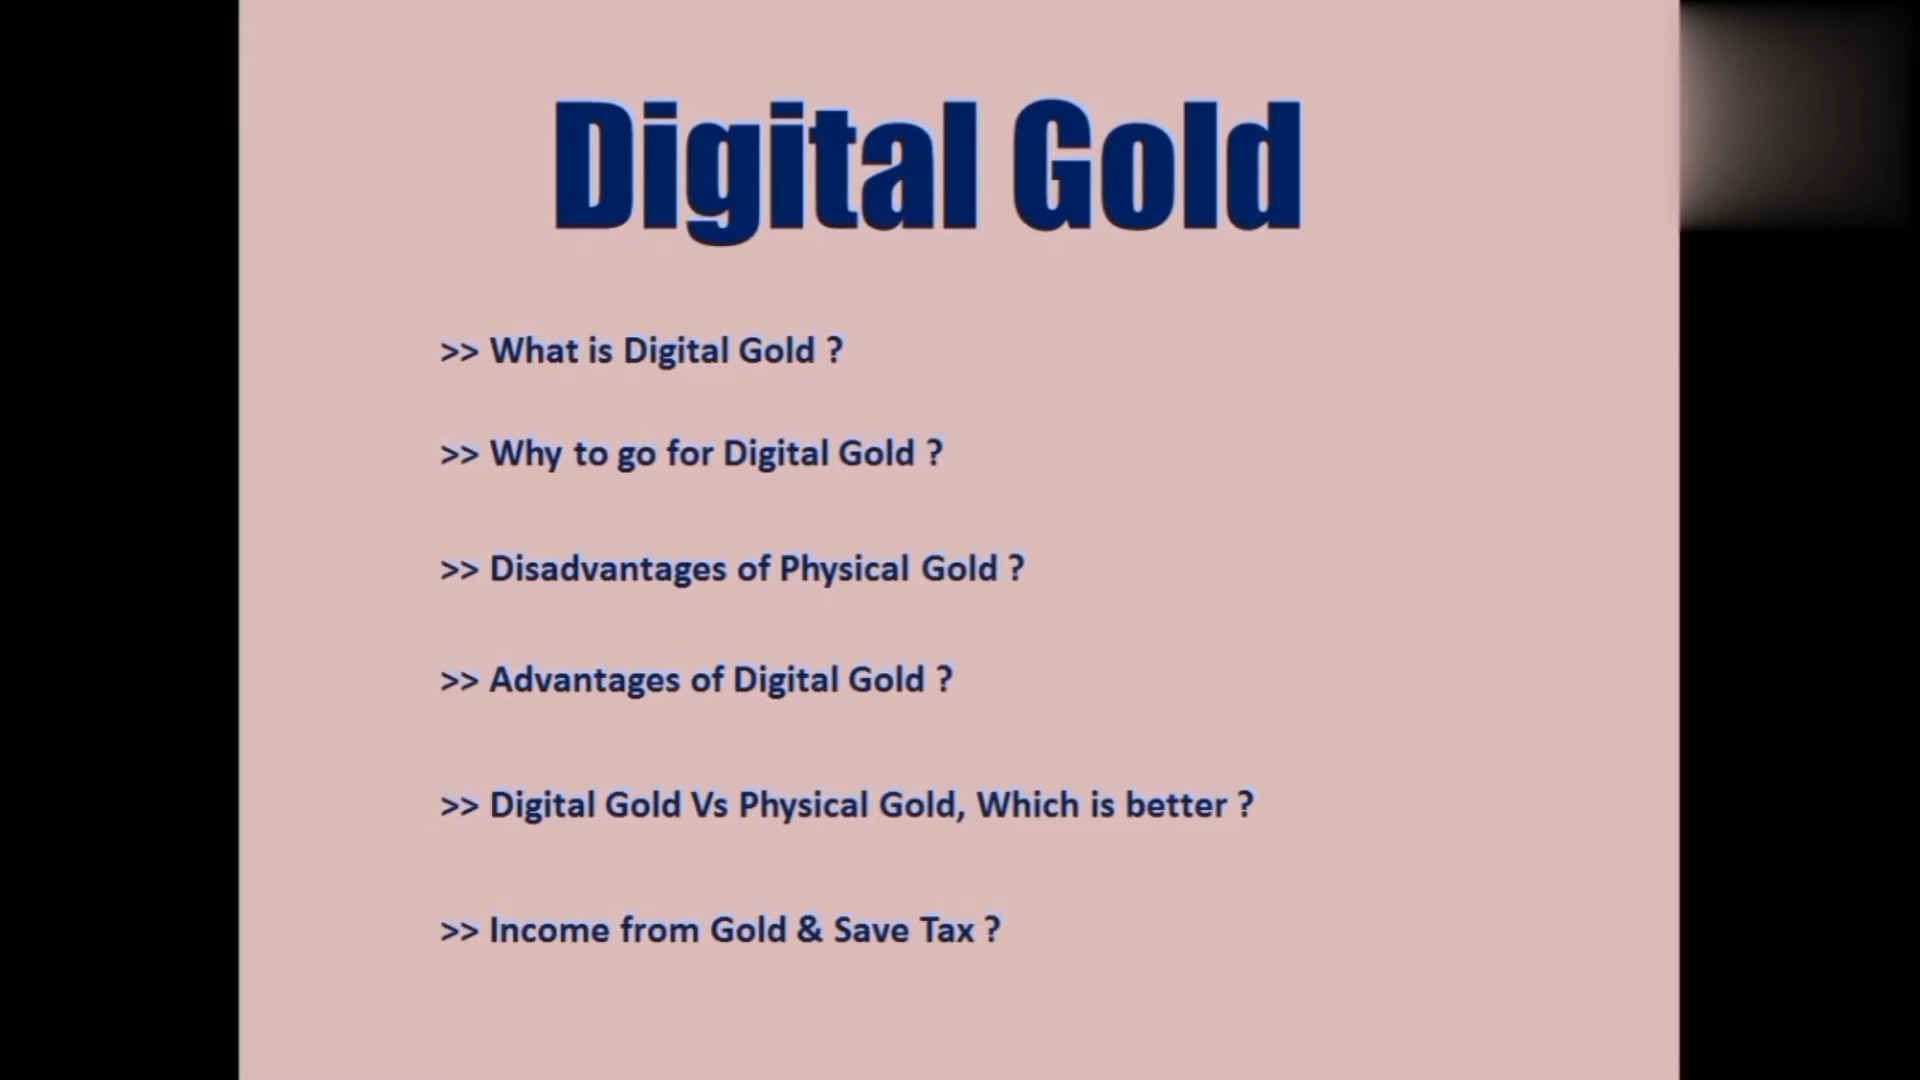 Digital Gold
>> What is Digital Gold ?
>> Why to go for Digital Gold ?
>> Disadvantages of Physical Gold ?
>> Advantages of Digital Gold ?
>> Digital Gold Vs Physical Gold, Which is better ?
>> Income from Gold & Save Tax ?